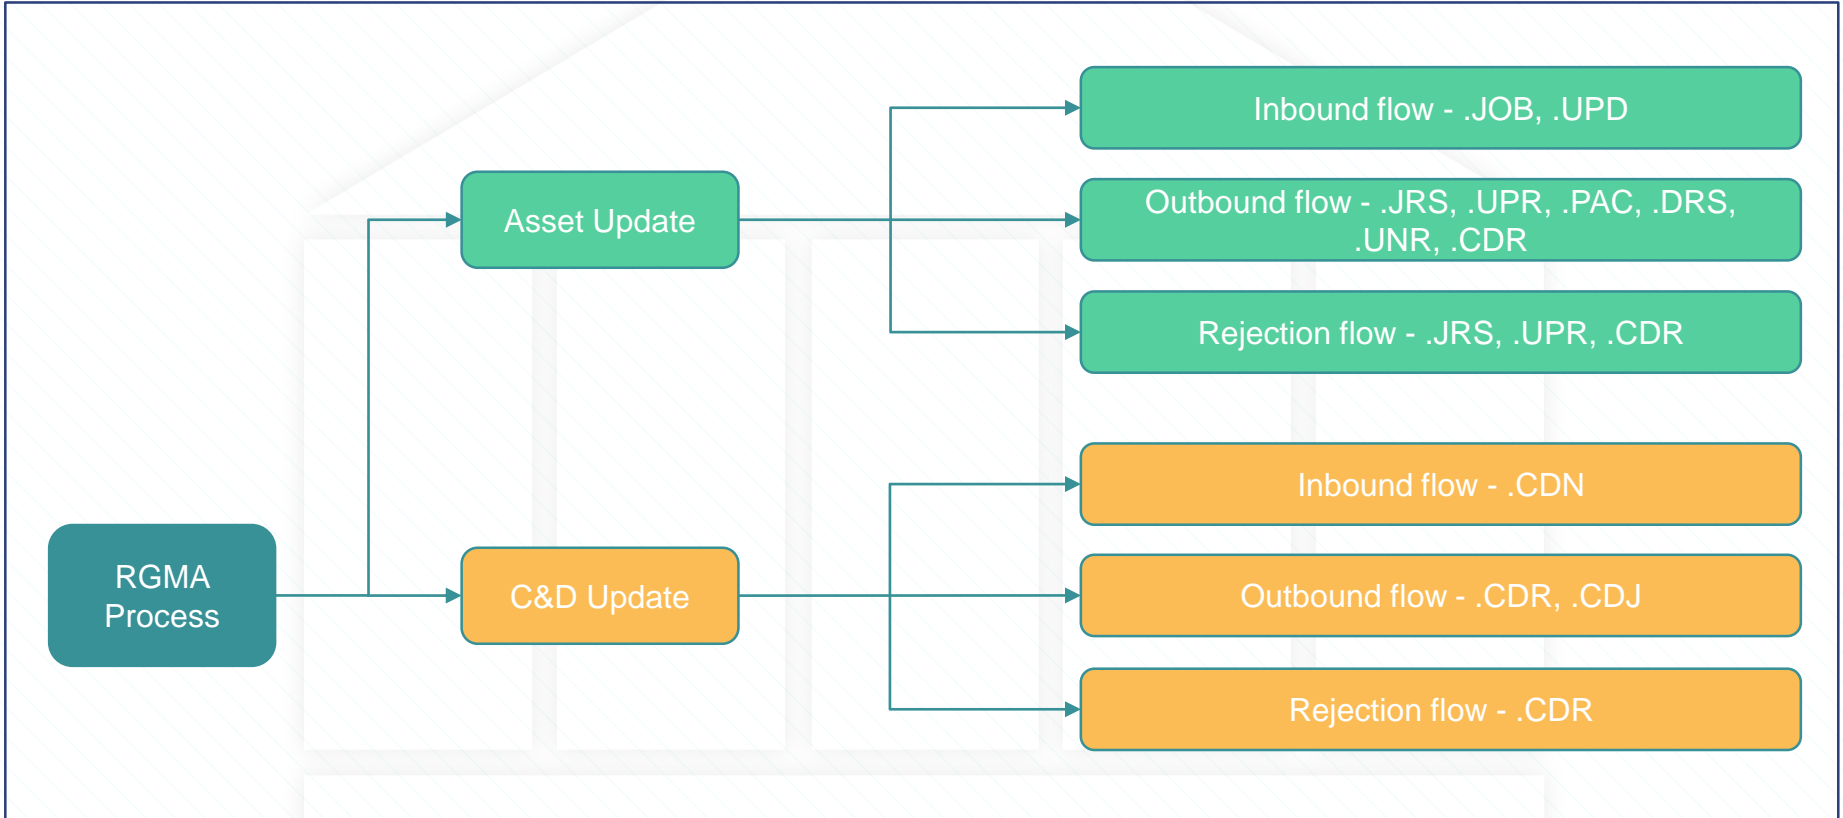 RGMA
Process
Asset Update
C&D Update
Inbound flow - .JOB, .UPD
Outbound flow - .JRS, .UPR, .PAC, .DRS,
.UNR, .CDR
Rejection flow - .JRS, .UPR, .CDR
Inbound flow - .CDN
Outbound flow - .CDR, .CDJ
Rejection flow - .CDR